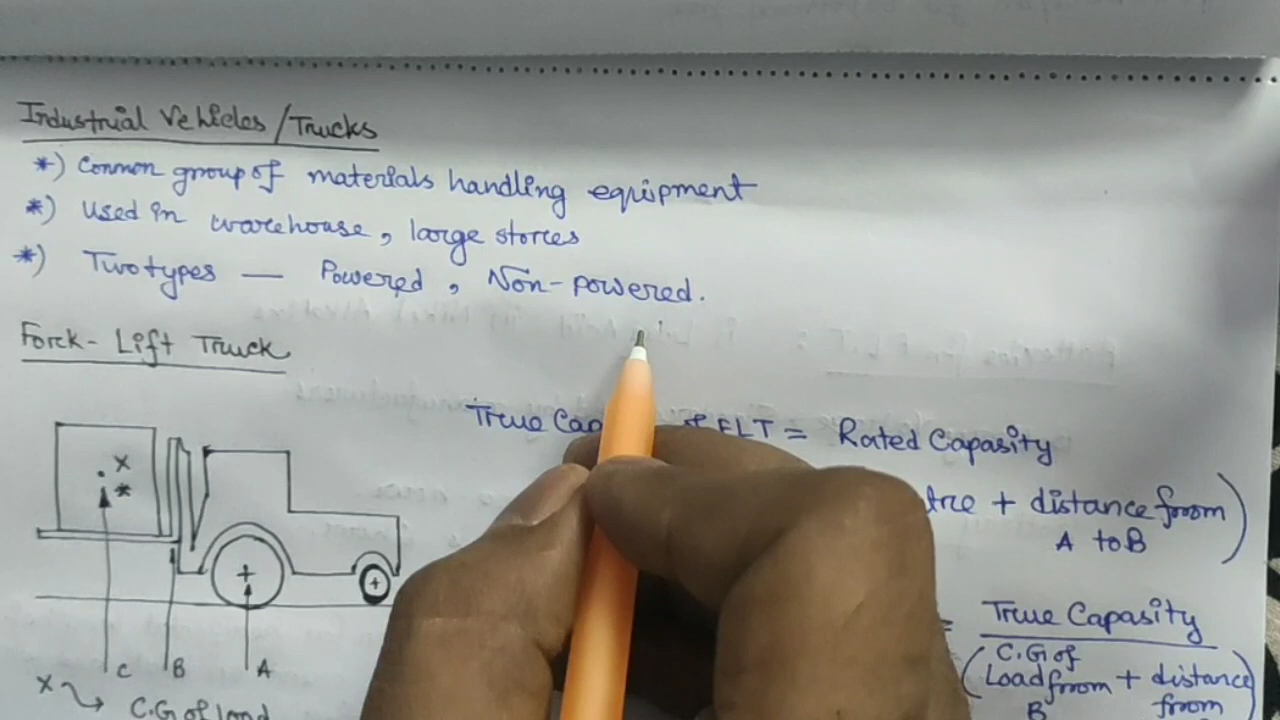 Industrial Vehicles/Trucks
*) Common group of materials handling equipment
*) Used in warehouse, large stores
*) Two types — Powered, Non-powered.
Fork-Lift Truck
True Cap FLT = Rated Capasity
+ distance from
A to B
X
*
= True Capasity
C.G of
Load from + distance
B from
C B A
X → C.G of load